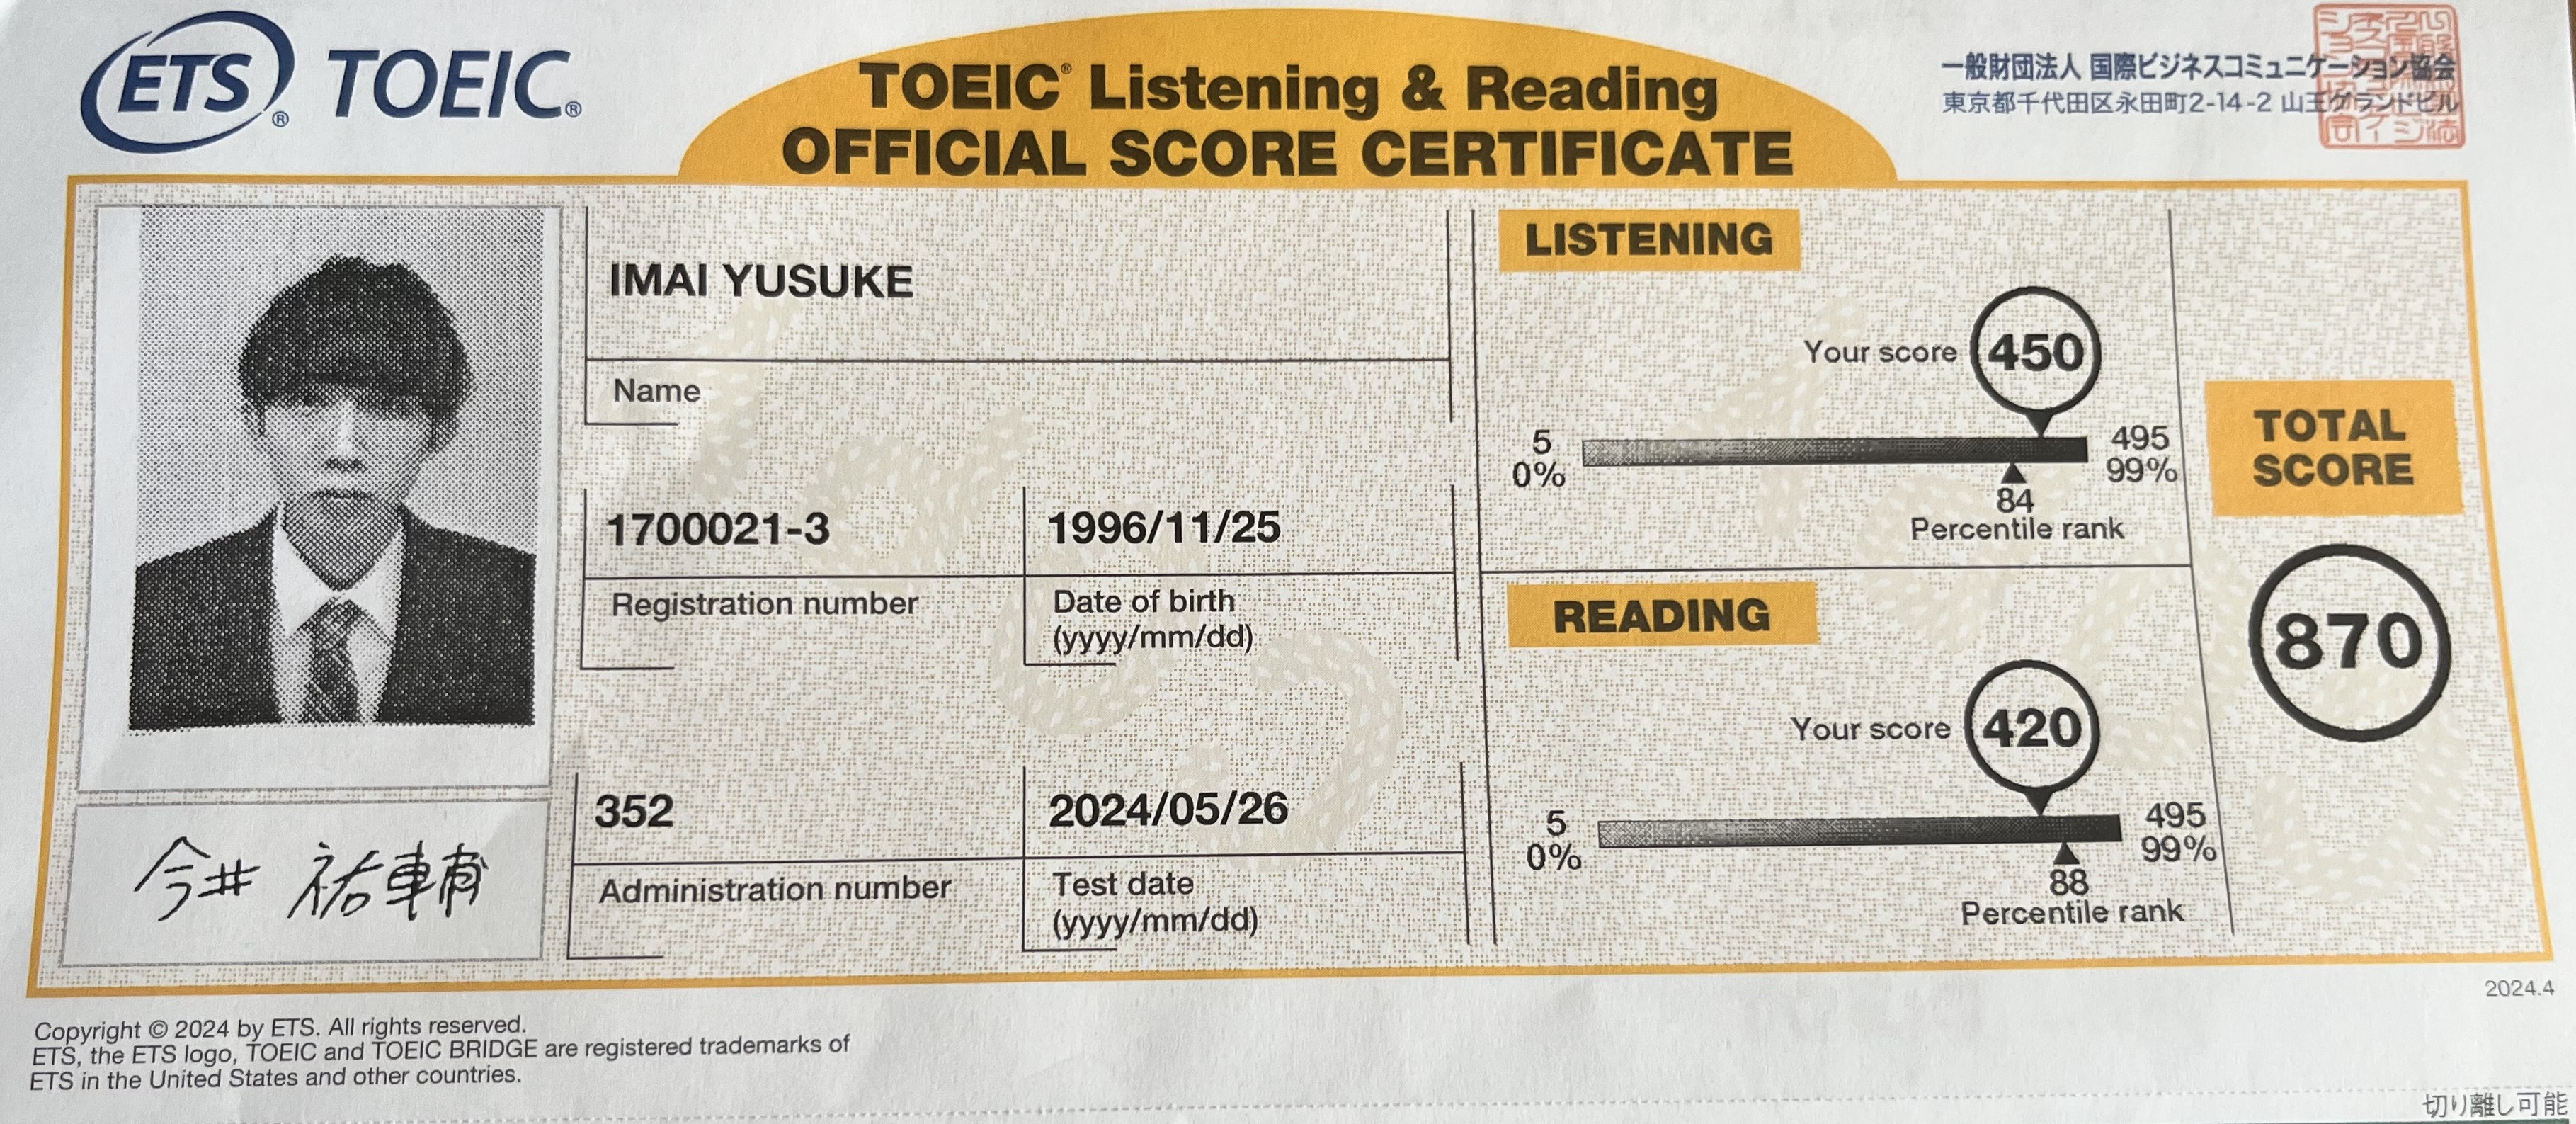 ETS® TOEIC®
TOEIC® Listening & Reading
OFFICIAL SCORE CERTIFICATE
一般財団法人 国際ビジネスコミュニケーション協会
東京都千代田区永田町2-14-2 山王グランドビル
IMAI YUSUKE
Name
1700021-3
Registration number
1996/11/25
Date of birth
(yyyy/mm/dd)
352
Administration number
2024/05/26
Test date
(yyyy/mm/dd)
今井 祐輔
LISTENING
Your score 450
5 495
0% 99%
84
Percentile rank
READING
Your score 420
5 495
0% 99%
88
Percentile rank
TOTAL
SCORE
870
2024.4
Copyright © 2024 by ETS. All rights reserved.
ETS, the ETS logo, TOEIC and TOEIC BRIDGE are registered trademarks of
ETS in the United States and other countries.
切り離し可能